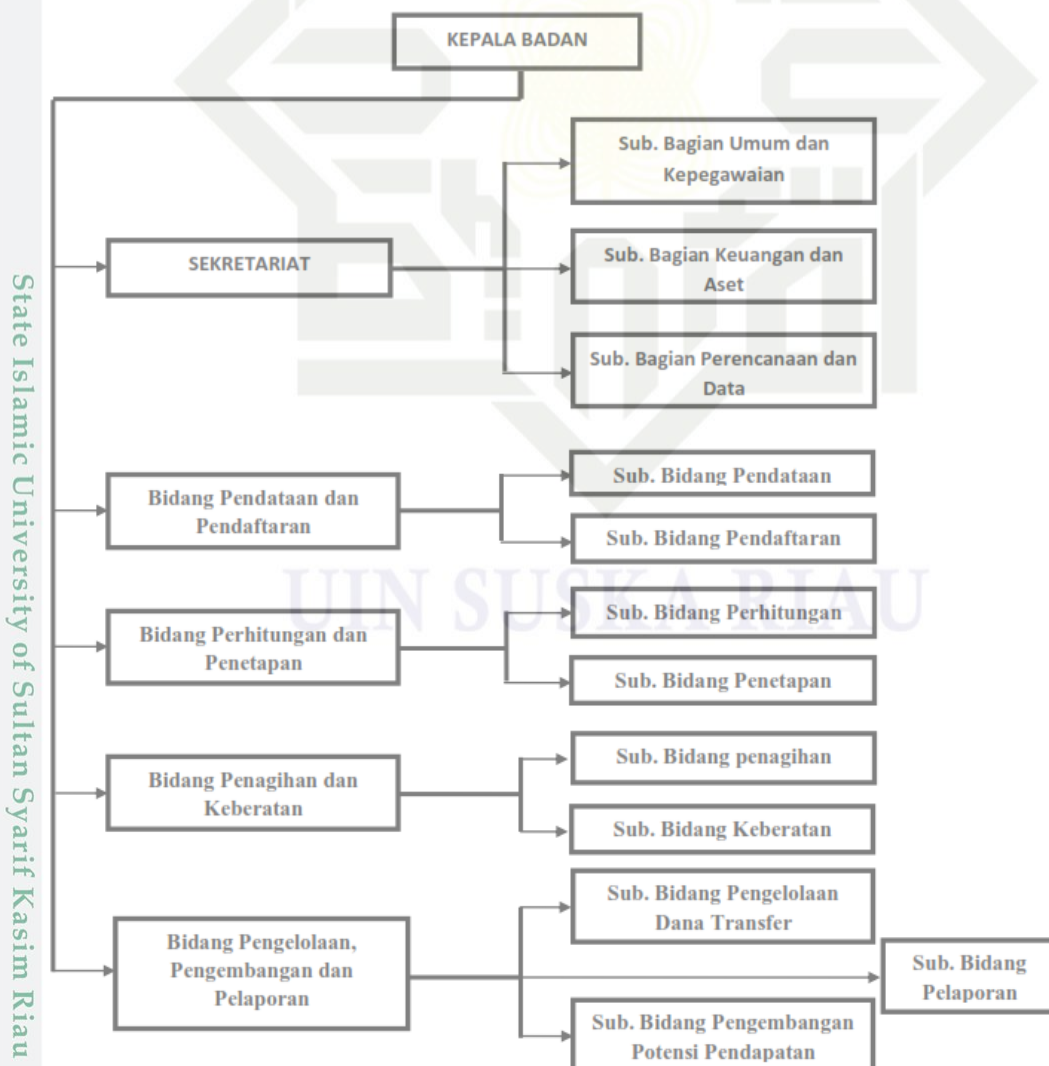 KEPALA BADAN
Sub. Bagian Umum dan
Kepegawaian
SEKRETARIAT
Sub. Bagian Keuangan dan
Aset
Sub. Bagian Perencanaan dan
Data
Bidang Pendataan dan
Pendaftaran
Sub. Bidang Pendataan
Sub. Bidang Pendaftaran
UIN SUSKA RIAU
Bidang Perhitungan dan
Penetapan
Sub. Bidang Perhitungan
Sub. Bidang Penetapan
Bidang Penagihan dan
Keberatan
Sub. Bidang penagihan
Sub. Bidang Keberatan
Bidang Pengelolaan,
Pengembangan dan
Pelaporan
Sub. Bidang Pengelolaan
Dana Transfer
Sub. Bidang
Pelaporan
Sub. Bidang Pengembangan
Potensi Pendapatan
State Islamic University of Sultan Syarif Kasim Riau